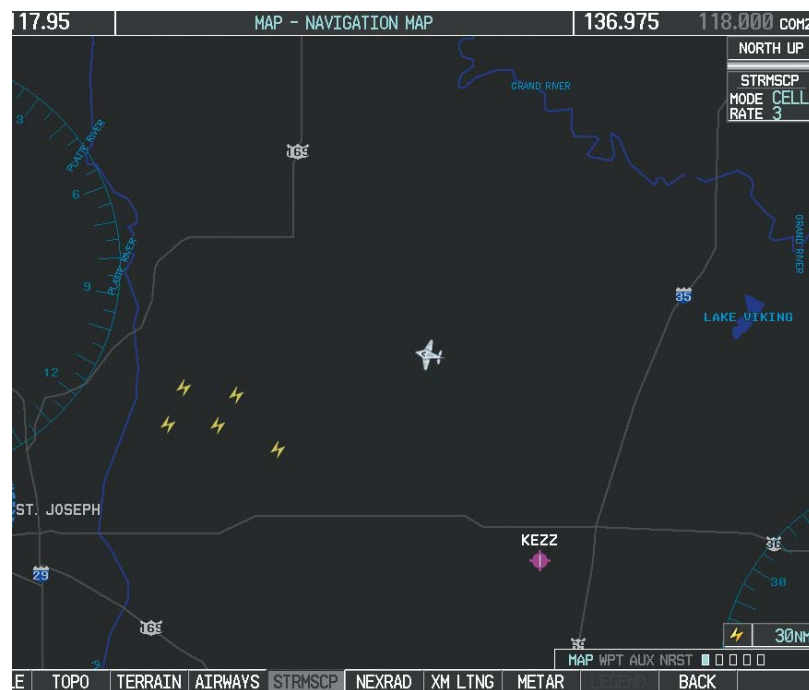 117.95 MAP – NAVIGATION MAP 136.975 118.000 COM2
NORTH UP
STRMSCP
MODE CELL
RATE 3
GRAND RIVER
3
PLATTE RIVER
169
6
GRAND RIVER
PLATTE RIVER
9
35
LAKE VIKING
12
ST. JOSEPH
KEZZ
36
29
30
169
30NM
MAP WPT AUX NRST
TOPO TERRAIN AIRWAYS STRMSCP NEXRAD XM LTNG METAR LEGEND BACK